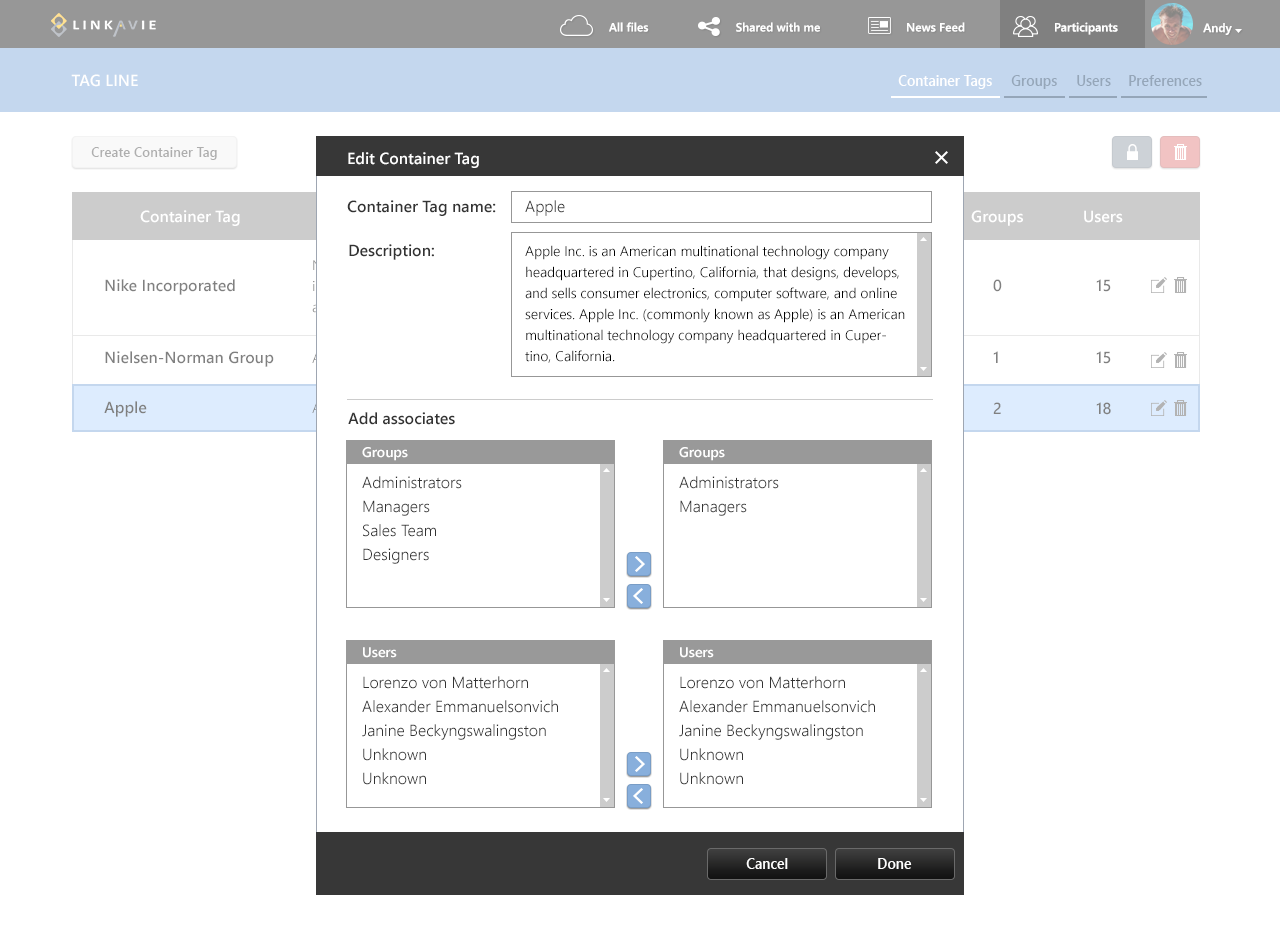 LINKAVIE
All files
Shared with me
News Feed
Participants
Andy
TAG LINE
Container Tags
Groups
Users
Preferences
Create Container Tag
Container Tag
Groups
Users
Nike Incorporated
0
15
Nielsen-Norman Group
1
15
Apple
2
18
Edit Container Tag
Container Tag name:
Apple
Description:
Apple Inc. is an American multinational technology company
headquartered in Cupertino, California, that designs, develops,
and sells consumer electronics, computer software, and online
services. Apple Inc. (commonly known as Apple) is an American
multinational technology company headquartered in Cuper-
tino, California.
Add associates
Groups
Administrators
Managers
Sales Team
Designers
Groups
Administrators
Managers
Users
Lorenzo von Matterhorn
Alexander Emmanuelsonvich
Janine Beckyngswalingston
Unknown
Unknown
Users
Lorenzo von Matterhorn
Alexander Emmanuelsonvich
Janine Beckyngswalingston
Unknown
Unknown
Cancel
Done